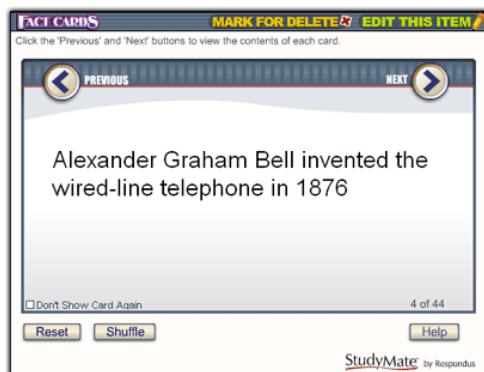 FACT CARDS MARK FOR DELETE EDIT THIS ITEM
Click the 'Previous' and 'Next' buttons to view the contents of each card.
PREVIOUS NEXT
Alexander Graham Bell invented the
wired-line telephone in 1876
Don't Show Card Again 4 of 44
Reset Shuffle Help
StudyMate by Respondus